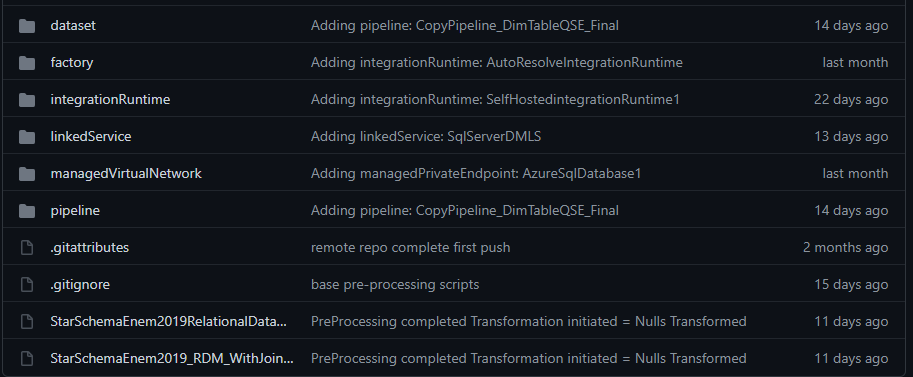 dataset Adding pipeline: CopyPipeline_DimTableQSE_Final 14 days ago
factory Adding integrationRuntime: AutoResolveIntegrationRuntime last month
integrationRuntime Adding integrationRuntime: SelfHostedintegrationRuntime1 22 days ago
linkedService Adding linkedService: SqlServerDMLS 13 days ago
managedVirtualNetwork Adding managedPrivateEndpoint: AzureSqlDatabase1 last month
pipeline Adding pipeline: CopyPipeline_DimTableQSE_Final 14 days ago
.gitattributes remote repo complete first push 2 months ago
.gitignore base pre-processing scripts 15 days ago
StarSchemaEnem2019RelationalData... PreProcessing completed Transformation initiated = Nulls Transformed 11 days ago
StarSchemaEnem2019_RDM_WithJoin... PreProcessing completed Transformation initiated = Nulls Transformed 11 days ago